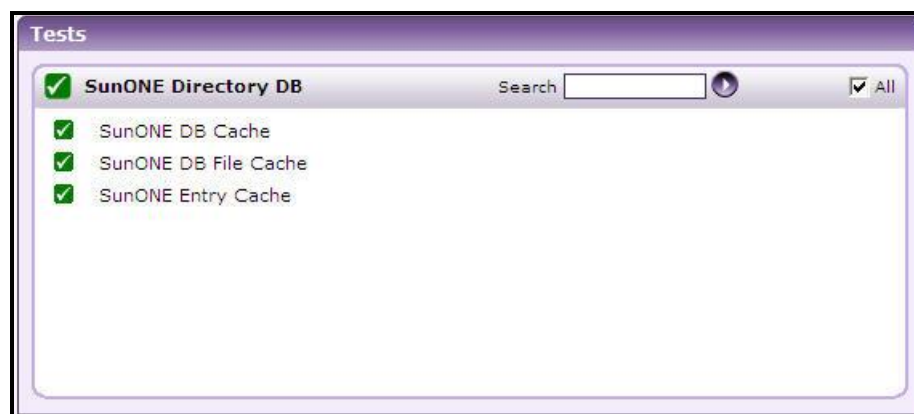 Tests
SunONE Directory DB Search All
SunONE DB Cache
SunONE DB File Cache
SunONE Entry Cache